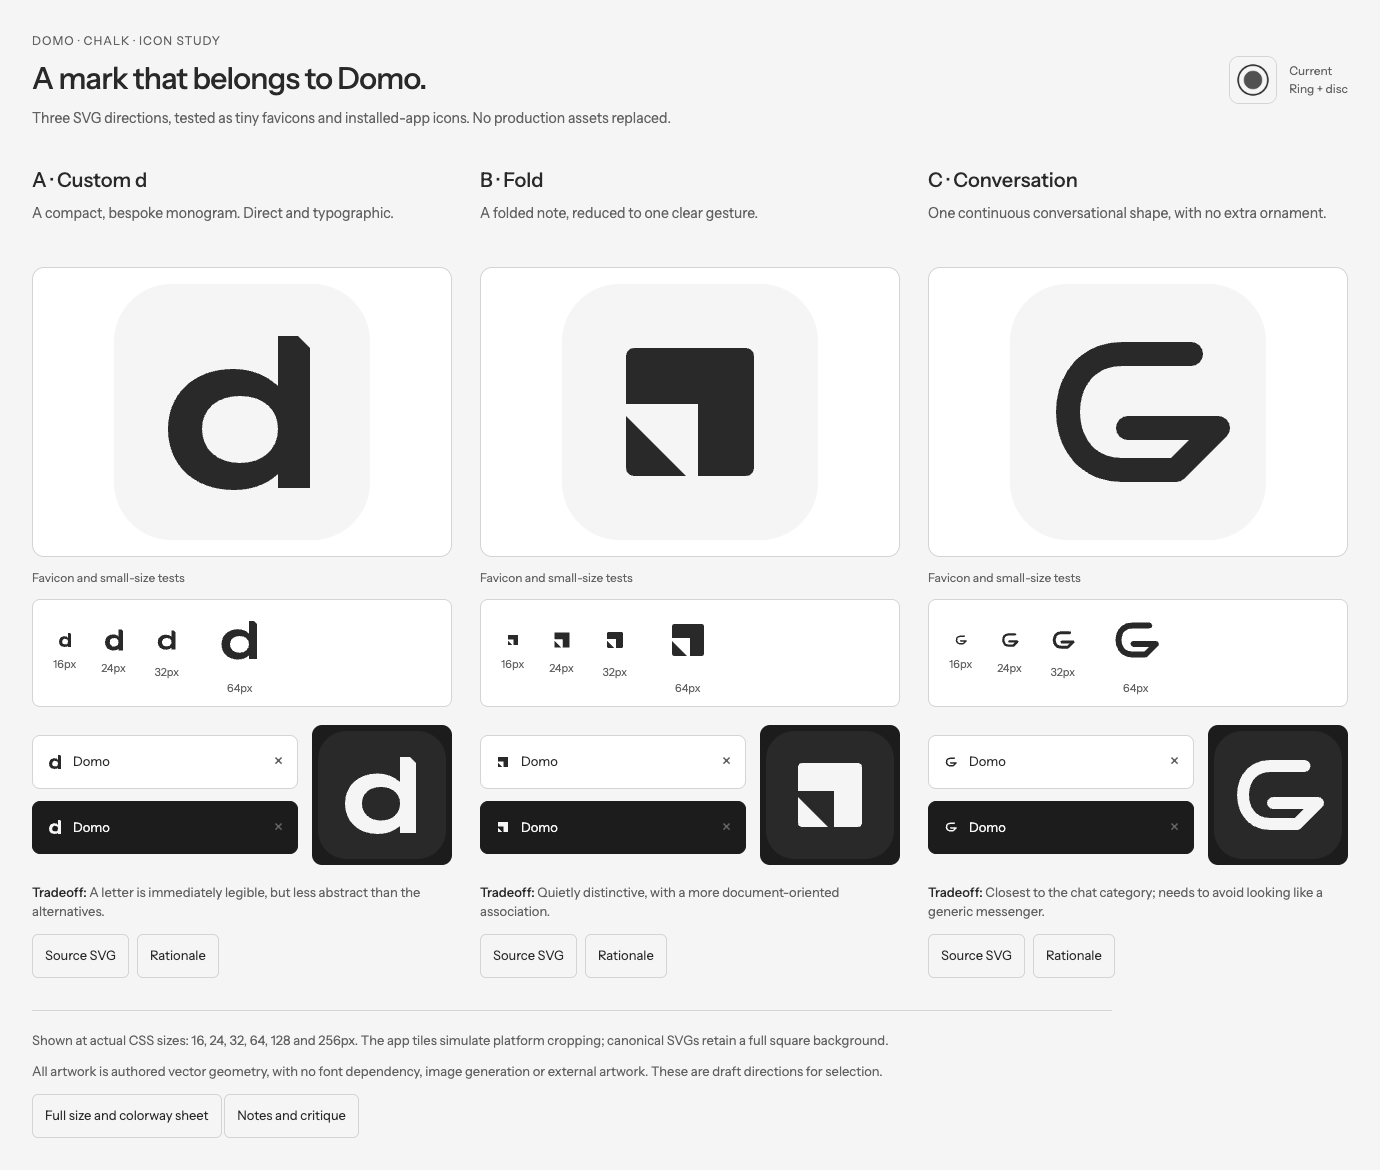 DOMO · CHALK · ICON STUDY
A mark that belongs to Domo.
Three SVG directions, tested as tiny favicons and installed-app icons. No production assets replaced.
Current
Ring + disc
A · Custom d
A compact, bespoke monogram. Direct and typographic.
d
Favicon and small-size tests
d d d d
16px 24px 32px 64px
d Domo ×
d Domo ×
d
Tradeoff: A letter is immediately legible, but less abstract than the
alternatives.
Source SVG Rationale
B · Fold
A folded note, reduced to one clear gesture.
Favicon and small-size tests
16px 24px 32px 64px
Domo ×
Domo ×
Tradeoff: Quietly distinctive, with a more document-oriented
association.
Source SVG Rationale
C · Conversation
One continuous conversational shape, with no extra ornament.
Favicon and small-size tests
16px 24px 32px 64px
Domo ×
Domo ×
Tradeoff: Closest to the chat category; needs to avoid looking like a
generic messenger.
Source SVG Rationale
Shown at actual CSS sizes: 16, 24, 32, 64, 128 and 256px. The app tiles simulate platform cropping; canonical SVGs retain a full square background.
All artwork is authored vector geometry, with no font dependency, image generation or external artwork. These are draft directions for selection.
Full size and colorway sheet Notes and critique